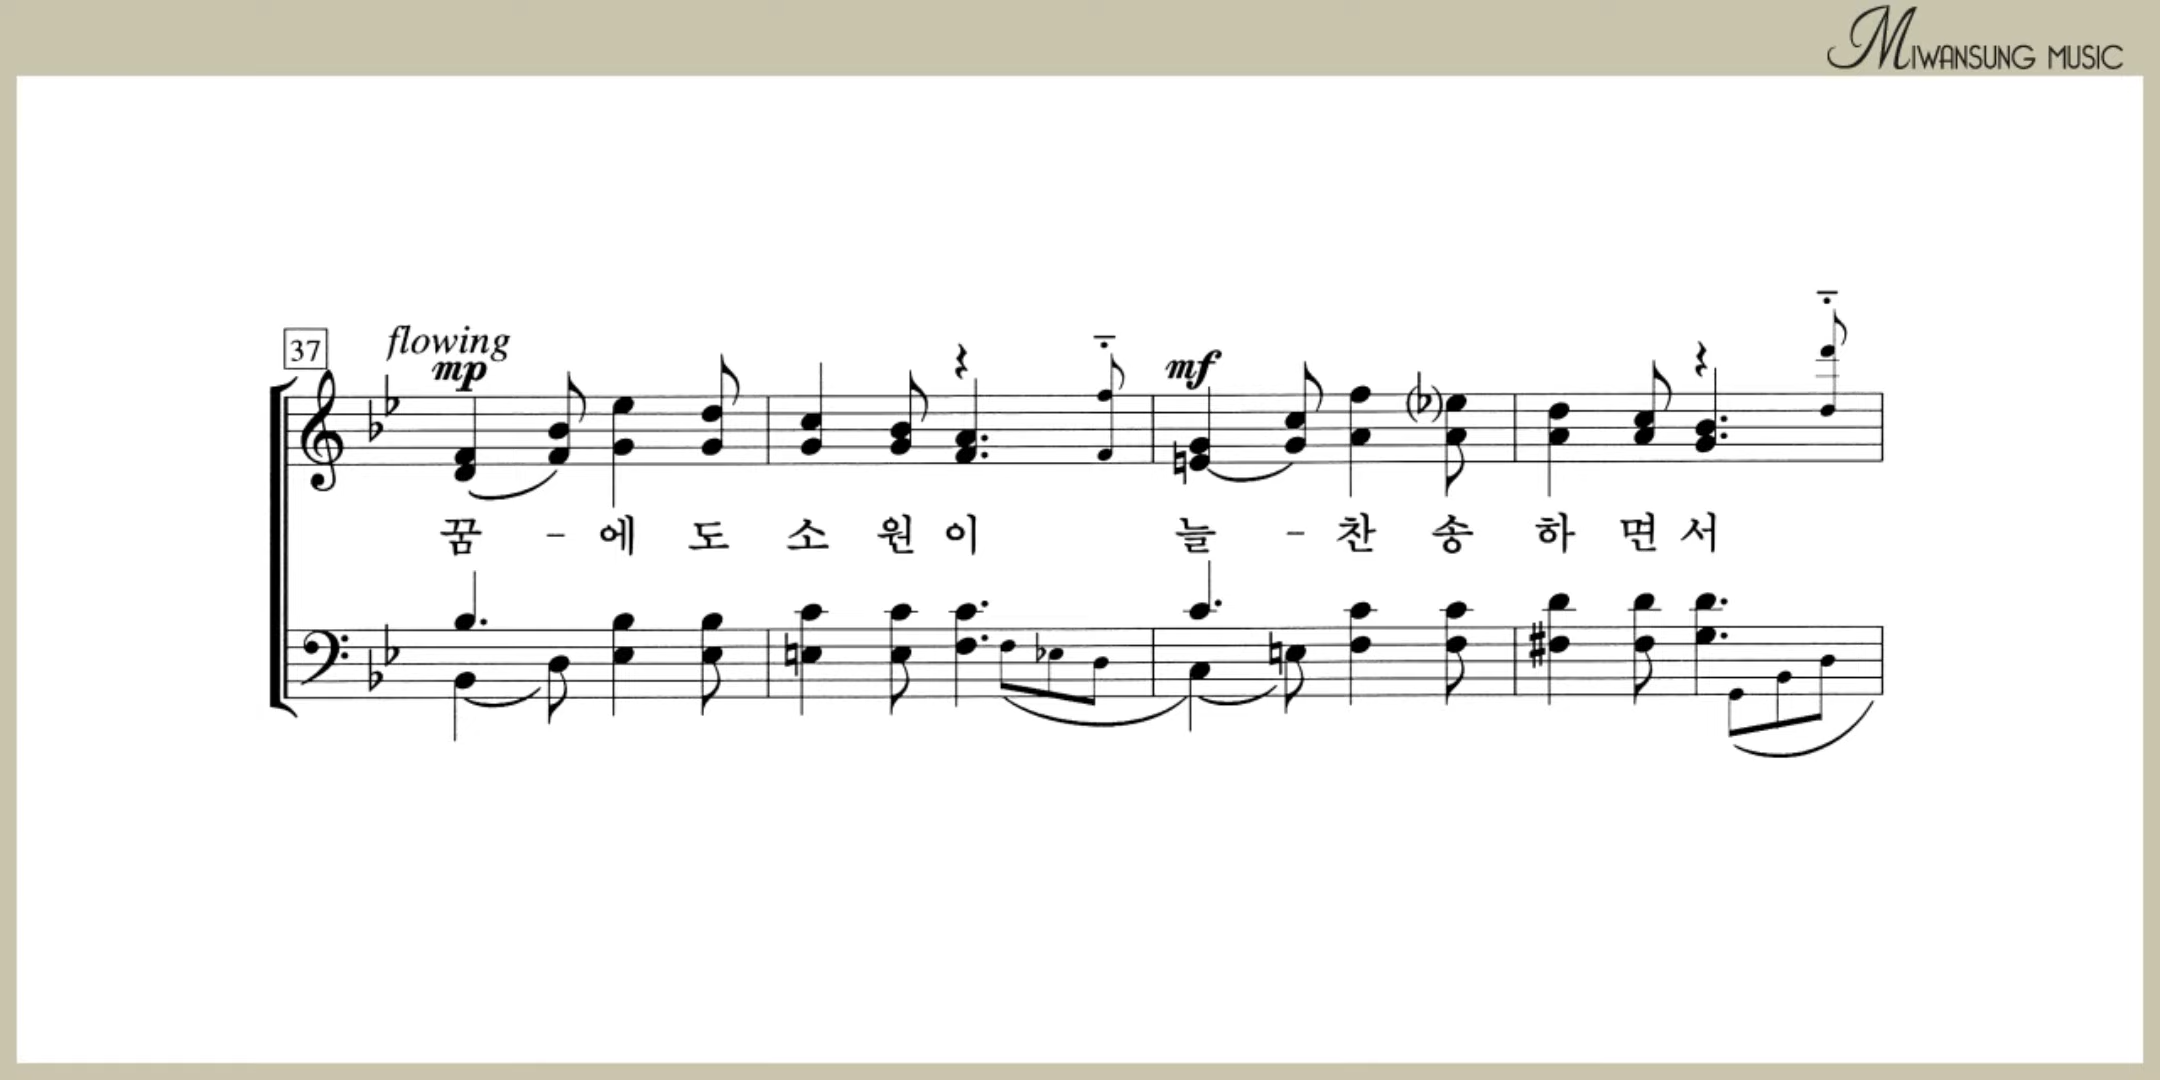 MIWANSUNG MUSIC
37
flowing
mp
mf
꿈 - 에 도 소 원 이 늘 - 찬 송 하 면 서